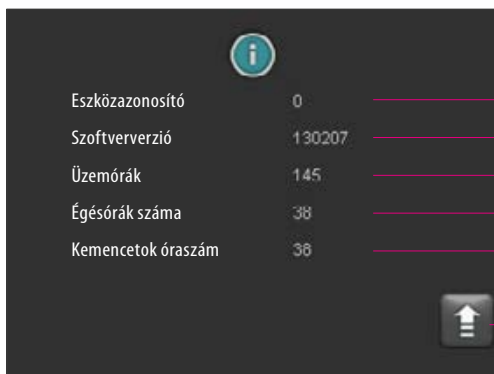 i
Eszközazonosító 0
Szoftververzió 130207
Üzemórák 145
Égésórák száma 38
Kemencetok óraszám 38